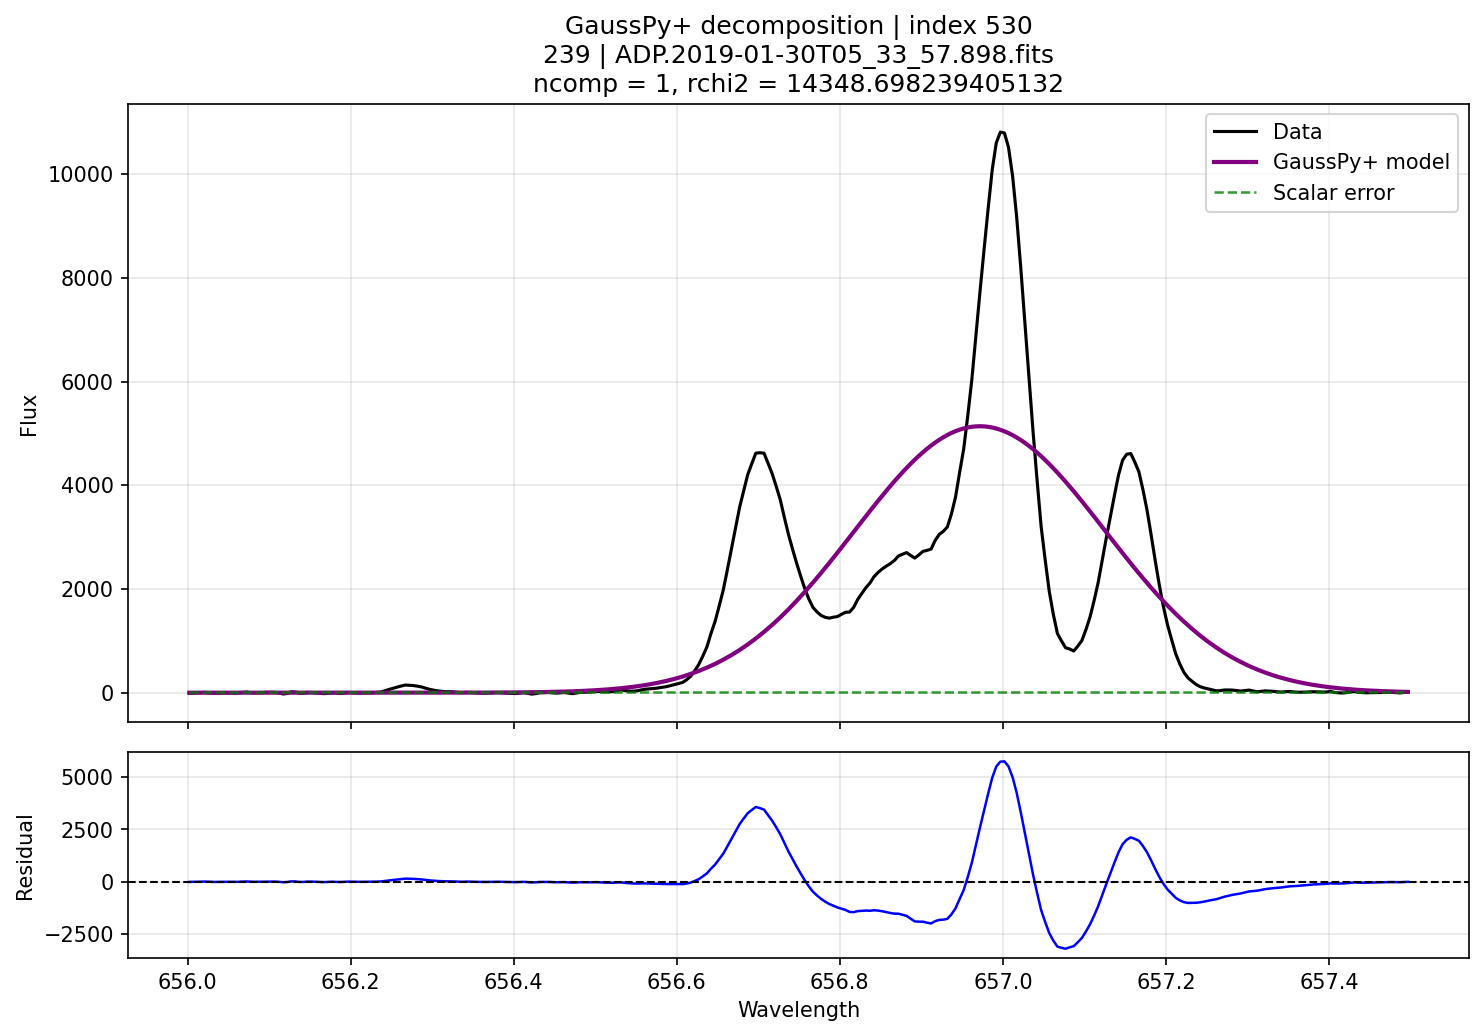 GaussPy+ decomposition | index 530
239 | ADP.2019-01-30T05_33_57.898.fits
ncomp = 1, rchi2 = 14348.698239405132
Data
GaussPy+ model
Scalar error
10000
8000
6000
4000
2000
0
Flux
5000
2500
0
−2500
Residual
656.0
656.2
656.4
656.6
656.8
657.0
657.2
657.4
Wavelength